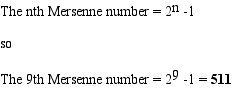 The nth Mersenne number = 2ⁿ -1
so
The 9th Mersenne number = 2⁹ -1 = 511